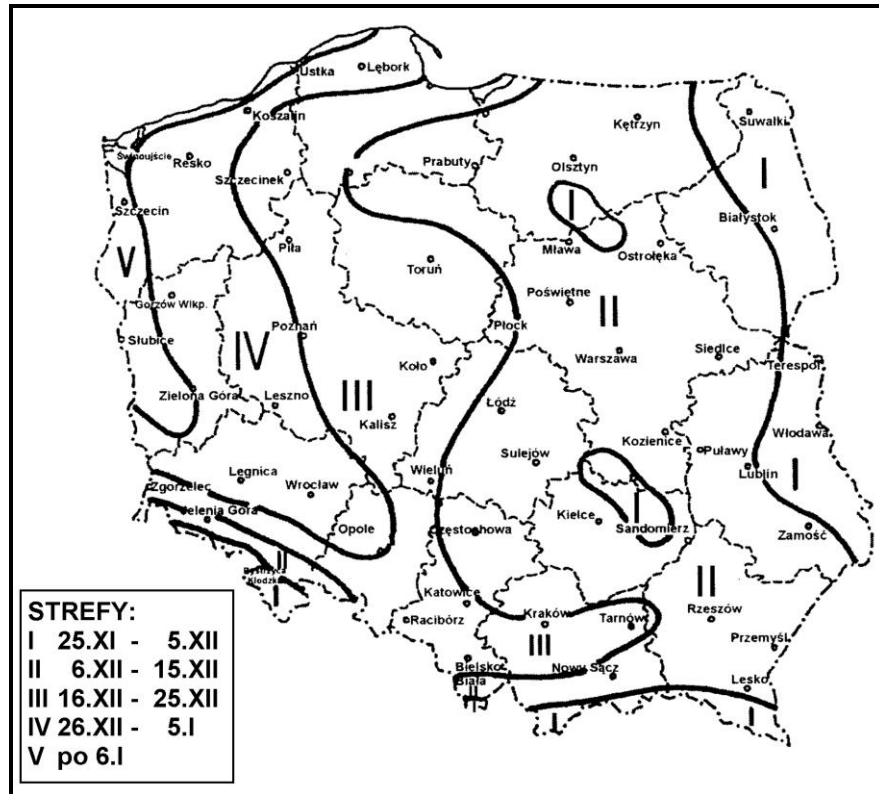 Ustka
Lębork
Koszalin
Świnoujście
Resko
Szczecinek
Prabuty
Kętrzyn
Suwałki
Olsztyn
I
I
Szczecin
Białystok
V
Piła
Toruń
Mława
Ostrołęka
Gorzów Wlkp.
Poświętne
II
Słubice
IV
Poznań
Płock
Warszawa
Siedlce
Terespol
Koło
Zielona Góra
Leszno
III
Kalisz
Łódź
Włodawa
Kozienice
Puławy
Sulejów
Lublin
I
Zgorzelec
Legnica
Wrocław
Wieluń
I
Jelenia Góra
Opole
Częstochowa
Kielce
Sandomierz
Zamość
II
Bystrzyca
Kłodzka
I
II
Katowice
Kraków
Tarnów
Rzeszów
Racibórz
III
Przemyśl
Bielsko
Biała
Nowy Sącz
Lesko
II
I
I
STREFY:
I 25.XI - 5.XII
II 6.XII - 15.XII
III 16.XII - 25.XII
IV 26.XII - 5.I
V po 6.I